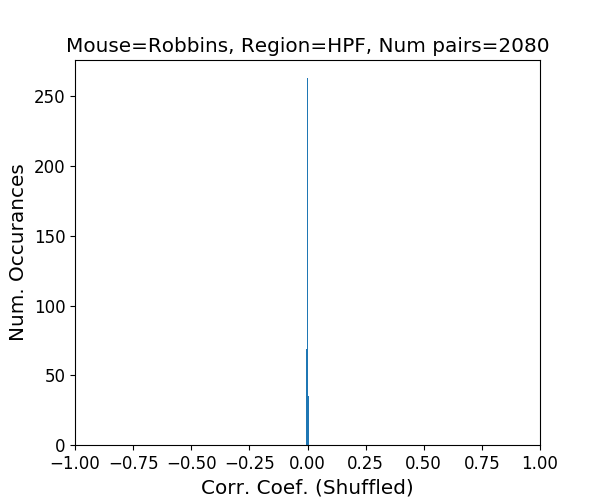 Mouse=Robbins, Region=HPF, Num pairs=2080
Num. Occurances
250
200
150
100
50
0
−1.00 −0.75 −0.50 −0.25 0.00 0.25 0.50 0.75 1.00
Corr. Coef. (Shuffled)